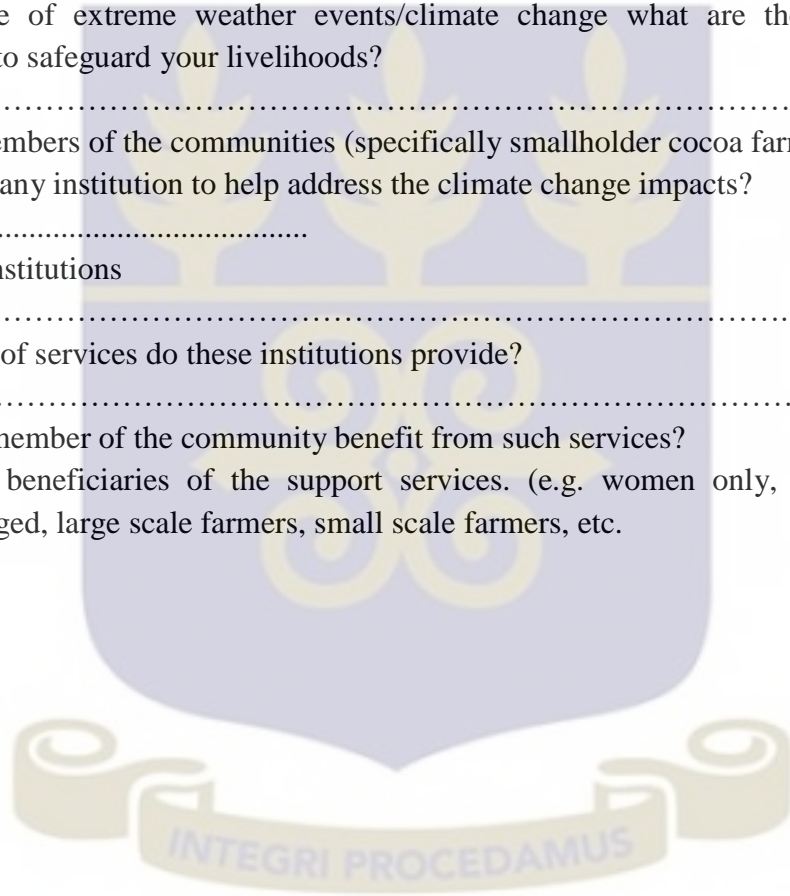 e of extreme weather events/climate change what are the
to safeguard your livelihoods?
………………………………………………………………………
embers of the communities (specifically smallholder cocoa farm
any institution to help address the climate change impacts?
......................................
nstitutions
………………………………………………………………………
of services do these institutions provide?
………………………………………………………………………
member of the community benefit from such services?
beneficiaries of the support services. (e.g. women only,
ged, large scale farmers, small scale farmers, etc.
INTEGRI PROCEDAMUS